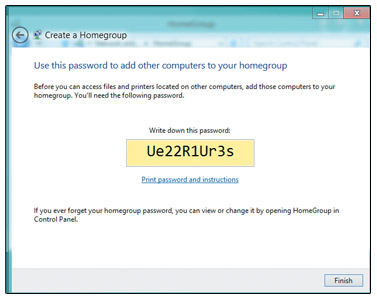 HomeGroup
Create a Homegroup
Use this password to add other computers to your homegroup
Before you can access files and printers located on other computers, add those computers to your
homegroup. You'll need the following password.
Write down this password:
Ue22R1Ur3s
Print password and instructions
If you ever forget your homegroup password, you can view or change it by opening HomeGroup in
Control Panel.
Finish